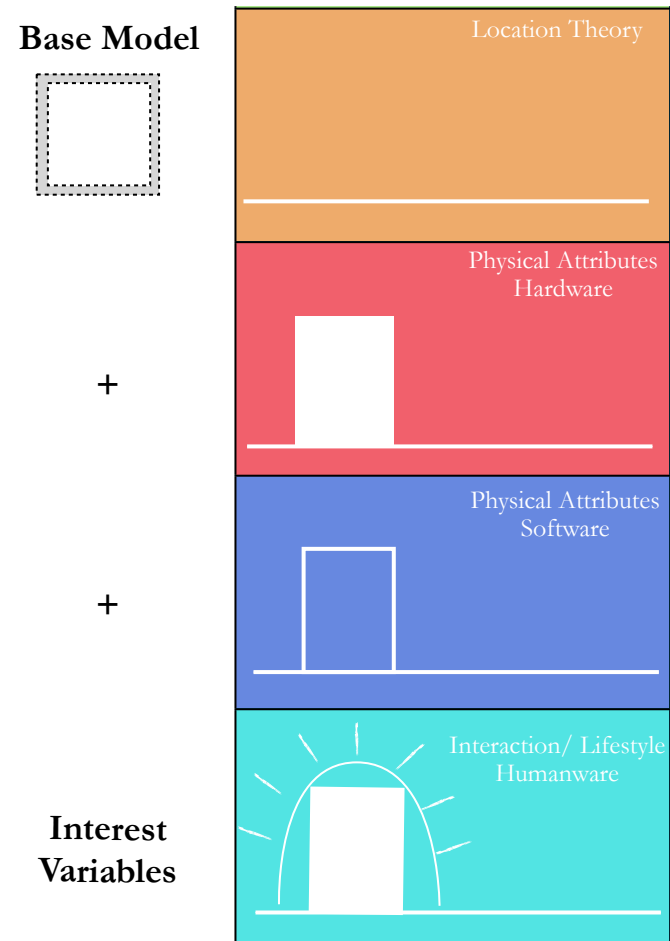 Base Model
Location Theory
Physical Attributes
Hardware
+
Physical Attributes
Software
+
Interaction/ Lifestyle
Humanware
Interest
Variables